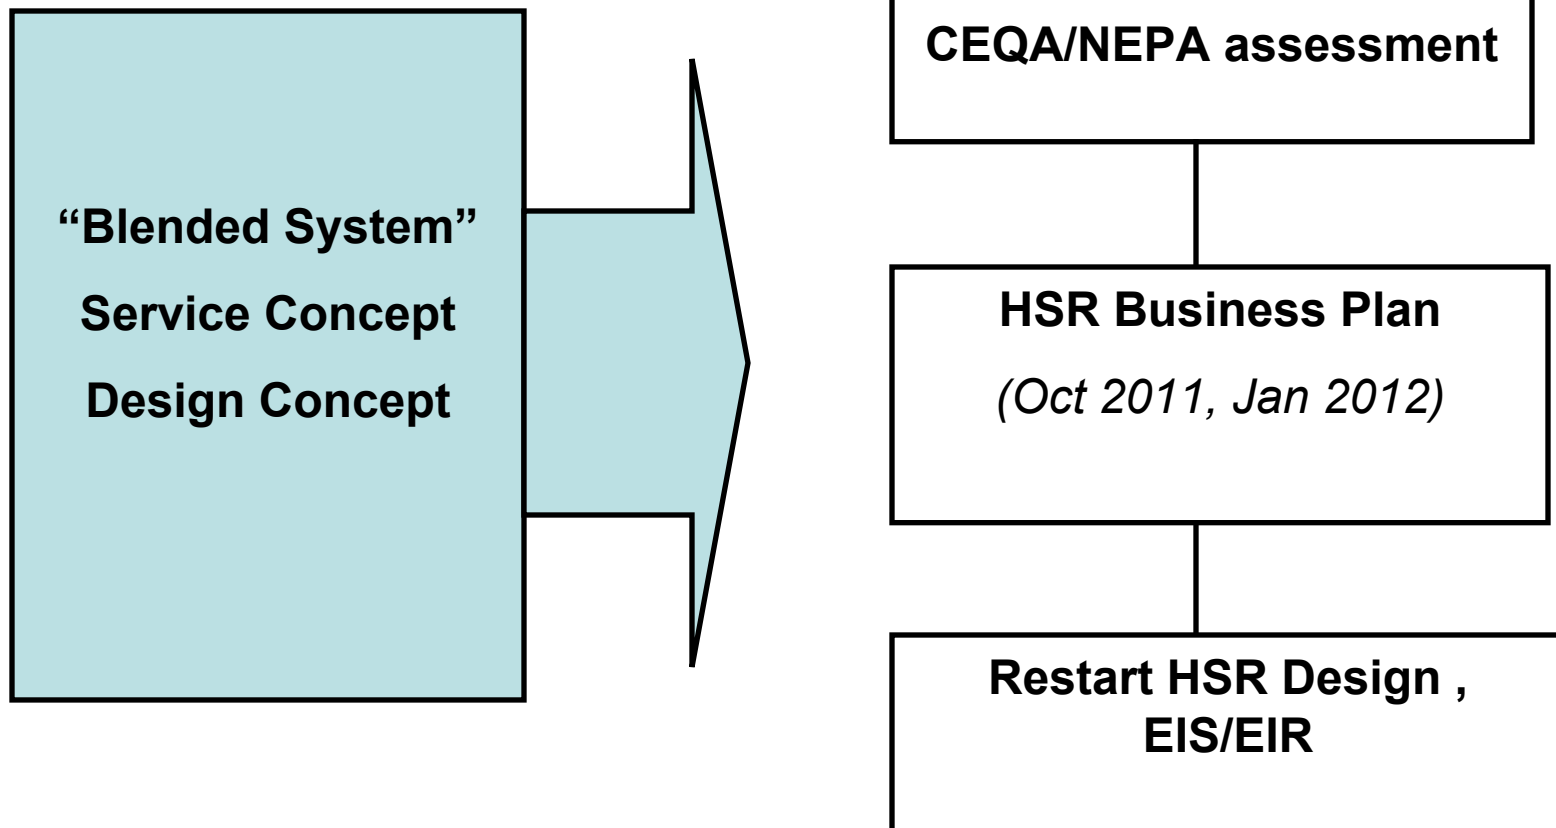 “Blended System”
Service Concept
Design Concept
CEQA/NEPA assessment
HSR Business Plan
(Oct 2011, Jan 2012)
Restart HSR Design ,
EIS/EIR